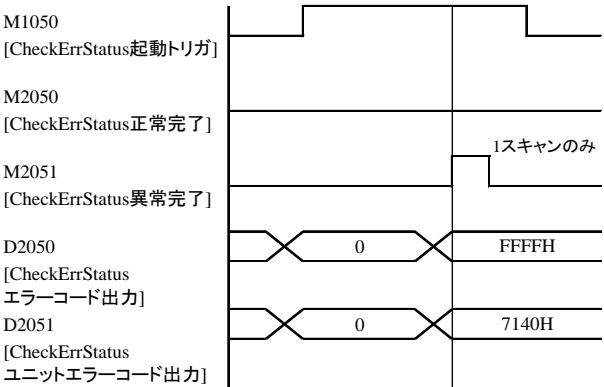 M1050
[CheckErrStatus起動トリガ]
M2050
[CheckErrStatus正常完了]
1スキャンのみ
M2051
[CheckErrStatus異常完了]
D2050
0
FFFFH
[CheckErrStatus
エラーコード出力]
D2051
0
7140H
[CheckErrStatus
ユニットエラーコード出力]